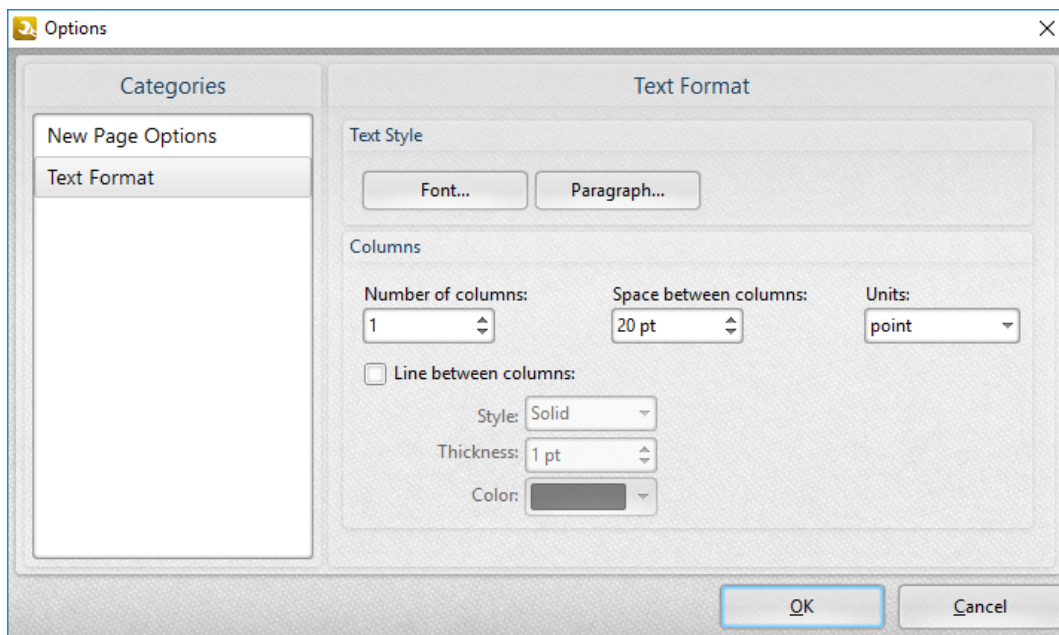 Options
Categories
New Page Options
Text Format
Text Format
Text Style
Font...
Paragraph...
Columns
Number of columns:
Space between columns:
Units:
1
20 pt
point
Line between columns:
Style: Solid
Thickness: 1 pt
Color:
OK
Cancel